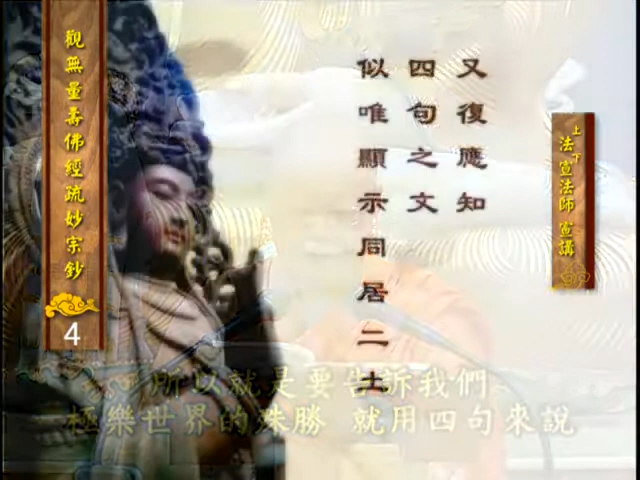 觀無量壽佛經疏妙宗鈔
4
又復應知
四句之文
似唯顯示同居二土
上法下宣法師 宣講
所以就是要告訴我們
極樂世界的殊勝 就用四句來說